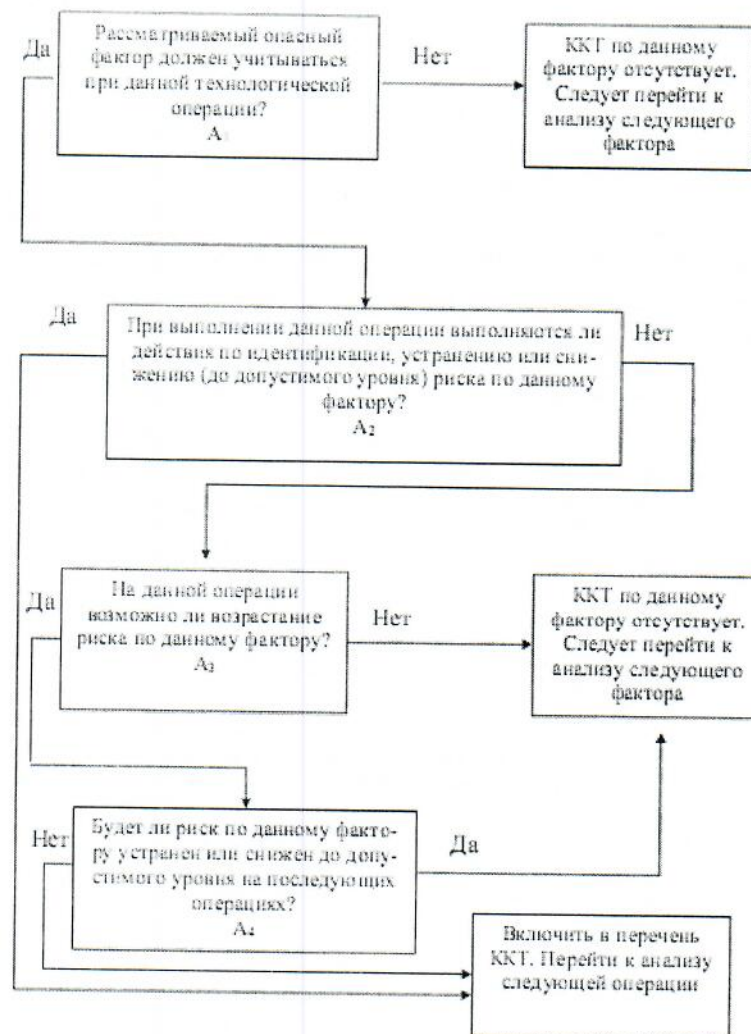 Да
Рассматриваемый опасный
фактор должен учитываться
при данной технологической
операции?
A
Нет
ККТ по данному
фактору отсутствует.
Следует перейти к
анализу следующего
фактора
Да
При выполнении данной операции выполняются ли
действия по идентификации, устранению или сни-
жению (до допустимого уровня) риска по данному
фактору?
A₂
Нет
Да
На данной операции
возможно ли возрастание
риска по данному фактору?
A₃
Нет
ККТ по данному
фактору отсутствует.
Следует перейти к
анализу следующего
фактора
Нет
Будет ли риск по данному факто-
ру устранен или снижен до допу-
стимого уровня на последующих
операциях?
A₄
Да
Включить в перечень
ККТ. Перейти к анализу
следующей операции